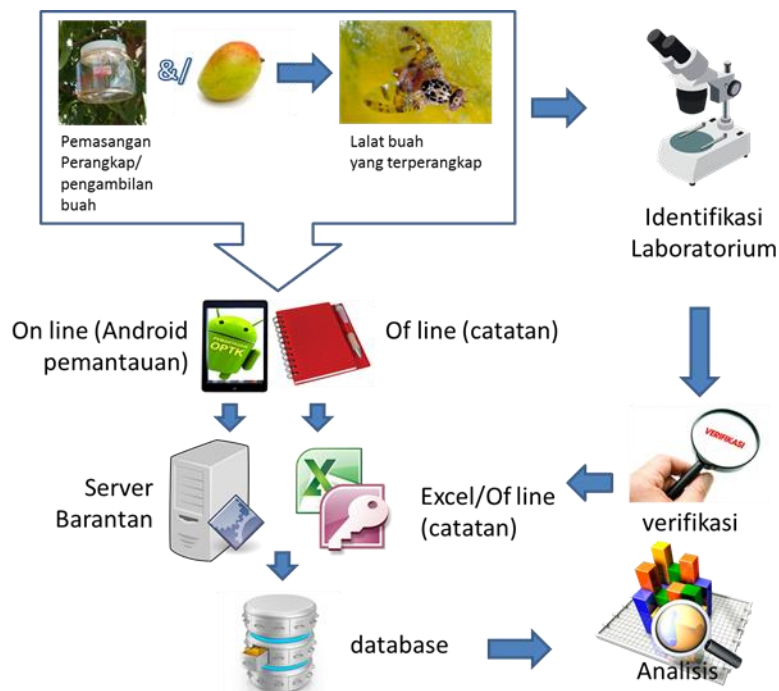 &/
Pemasangan
Perangkap/
pengambilan
buah
Lalat buah
yang terperangkap
Identifikasi
Laboratorium
On line (Android
pemantauan)
PEMANTAUAN
OPTK
Of line (catatan)
Server
Barantan
Excel/Of line
(catatan)
VERIFIKASI
verifikasi
database
Analisis